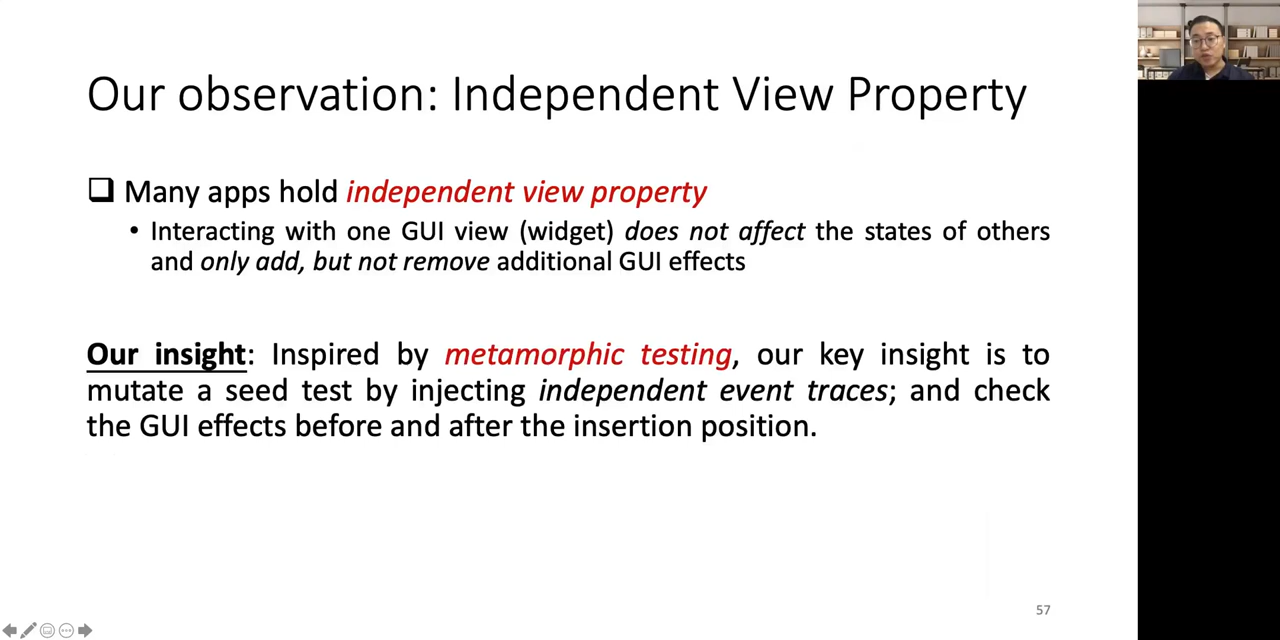 Our observation: Independent View Property
❑ Many apps hold independent view property
• Interacting with one GUI view (widget) does not affect the states of others
and only add, but not remove additional GUI effects
Our insight: Inspired by metamorphic testing, our key insight is to
mutate a seed test by injecting independent event traces; and check
the GUI effects before and after the insertion position.
57